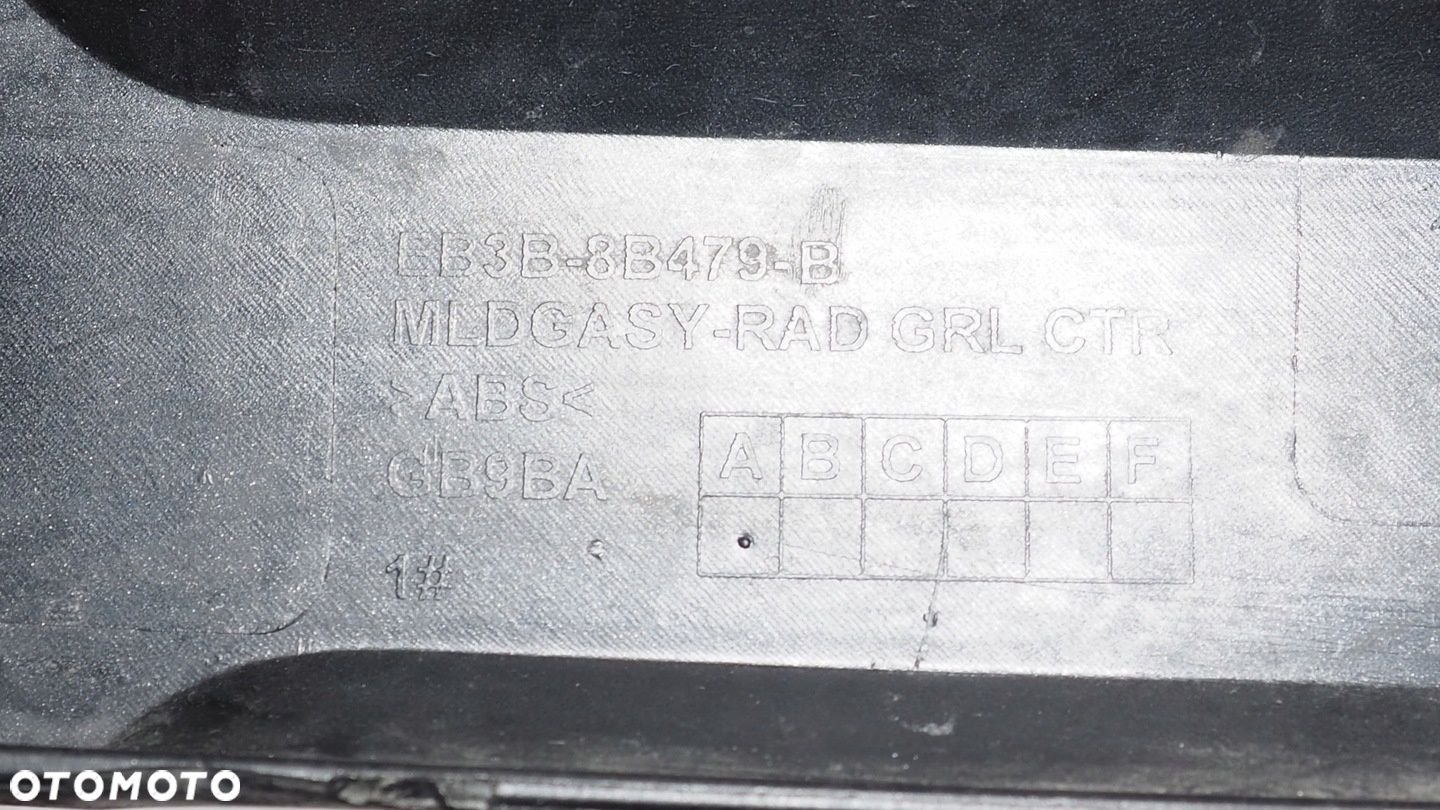 EB3B-8B479-B
MLDGASY-RAD GRL CTR
>ABS<
GB9BA
A B C D E F
1#
OTOMOTO